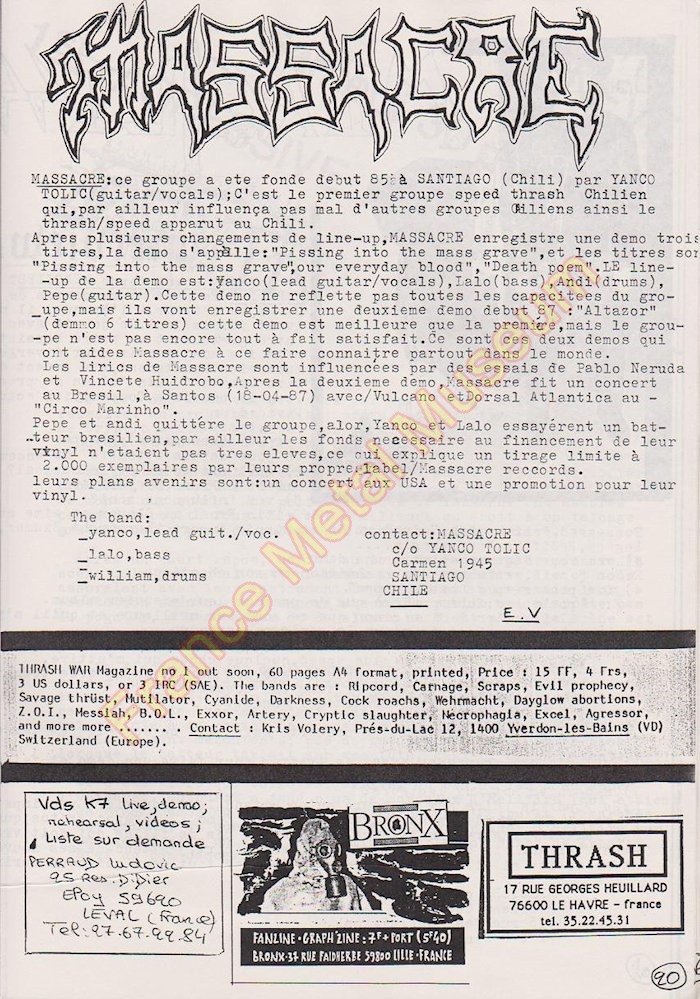 MASSACRE
MASSACRE:ce groupe a ete fonde debut 85 à SANTIAGO (Chili) par YANCO
TOLIC(guitar/vocals);C'est le premier groupe speed thrash Chilien
qui,par ailleur influença pas mal d'autres groupes Ciliens ainsi le
thrash/speed apparut au Chili.
Apres plusieurs changements de line-up,MASSACRE enregistre une demo trois
titres,la demo s'appelle:"Pissing into the mass grave",et les titres son
"Pissing into the mass grave",our everyday blood","Death pool".LE line-
-up de la demo est:yanco(lead guitar/vocals),Lalo(bass),Andi(drums),
Pepe(guitar).Cette demo ne reflette pas toutes les capacitées du gro-
_upe,mais ils vont enregistrer une deuxieme demo debut 87 :"Altazor"
(demmo 6 titres) cette demo est meilleure que la premiére,mais le grou-
-pe n'est pas encore tout à fait satisfait.Ce sont ces deux demos qui
ont aides Massacre à ce faire connaitre partout dans le monde.
Les lirics de Massacre sont influencées par les essais de Pablo Neruda
et Vincete Huidrobo,Apres la deuxieme demo,Massacre fit un concert
au Bresil ,à Santos (18-04-87) avec/Vulcano etDorsal Atlantica au -
"Circo Marinho".
Pepe et andi quittére le groupe,alor,Yanco et Lalo essayérent un bat-
-teur bresilien,par ailleur les fonds necessaire au financement de leur
vinyl n'etaient pas tres eleves,ce qui explique un tirage limite à
2.000 exemplaires par leurs propre label/Massacre reccords.
leurs plans avenirs sont:un concert aux USA et une promotion pour leur
vinyl.
The band:
_yanco,lead guit./voc.
_lalo,bass
_william,drums
contact:MASSACRE
c/o YANCO TOLIC
Carmen 1945
SANTIAGO
CHILE
E.V
France Metal Museum
THRASH WAR Magazine no 1 out soon, 60 pages A4 format, printed, Price : 15 FF, 4 Frs,
3 US dollars, or 3 IRC (SAE). The bands are : Ripcord, Carnage, Scraps, Evil prophecy,
Savage thrüst, Mutilator, Cyanide, Darkness, Cock roachs, Wehrmacht, Dayglow abortions,
Z.O.I., Messiah, B.O.L., Exxor, Artery, Cryptic slaughter, Necrophagia, Excel, Agressor,
and more more ....... . Contact : Kris Volery, Prés-du-Lac 12, 1400 Yverdon-les-Bains (VD)
Switzerland (Europe).
Vds K7 live,demo;
rehearsal, videos;
Liste sur demande
PERRAUD Ludovic
25 Res. D.Dier
EPOY 59620
LEVAL (France)
Tel: 27.67.99.84
BRONX
FANZINE · GRAPH'ZINE : 7F + PORT (5F40)
BRONX · 37 RUE FAIDHERBE 59800 LILLE · FRANCE
THRASH
17 RUE GEORGES HEUILLARD
76600 LE HAVRE - france
tel. 35.22.45.31
20